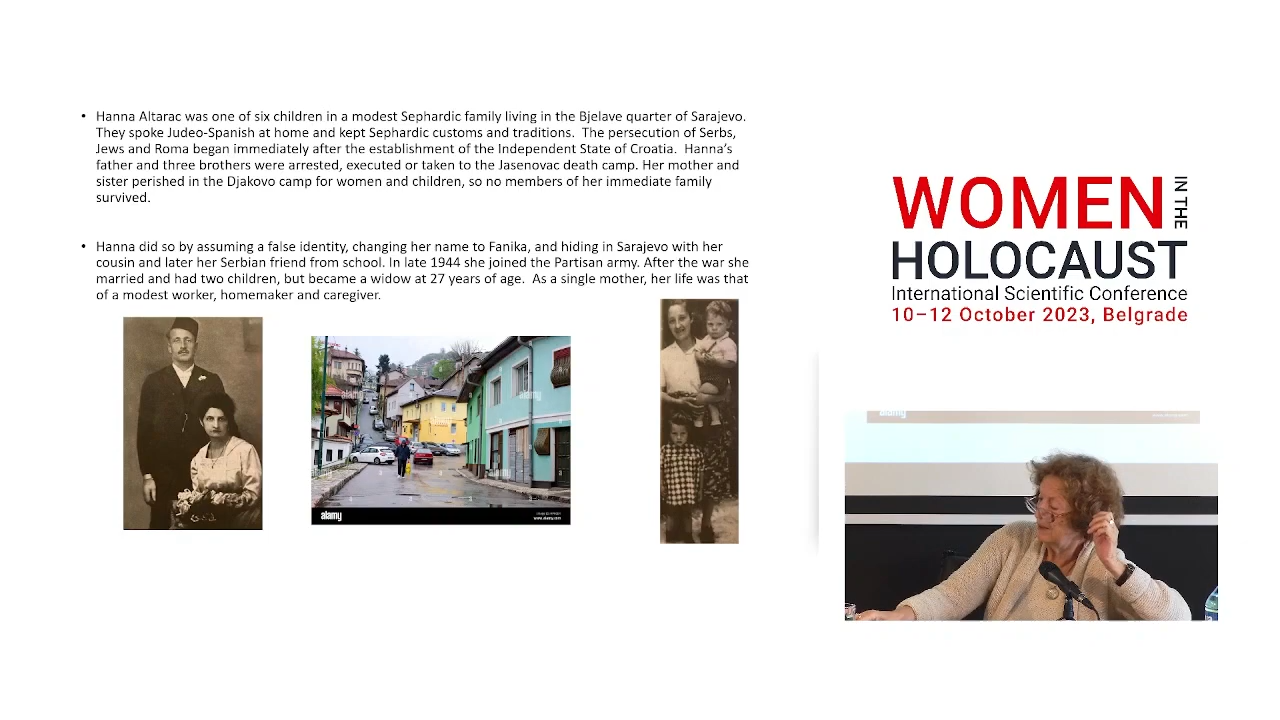 • Hanna Altarac was one of six children in a modest Sephardic family living in the Bjelave quarter of Sarajevo.
They spoke Judeo-Spanish at home and kept Sephardic customs and traditions.  The persecution of Serbs,
Jews and Roma began immediately after the establishment of the Independent State of Croatia.  Hanna's
father and three brothers were arrested, executed or taken to the Jasenovac death camp. Her mother and
sister perished in the Djakovo camp for women and children, so no members of her immediate family
survived.
• Hanna did so by assuming a false identity, changing her name to Fanika, and hiding in Sarajevo with her
cousin and later her Serbian friend from school. In late 1944 she joined the Partisan army. After the war she
married and had two children, but became a widow at 27 years of age.  As a single mother, her life was that
of a modest worker, homemaker and caregiver.
alamy
www.alamy.com
WOMEN IN THE
HOLOCAUST
International Scientific Conference
10–12 October 2023, Belgrade
alamy